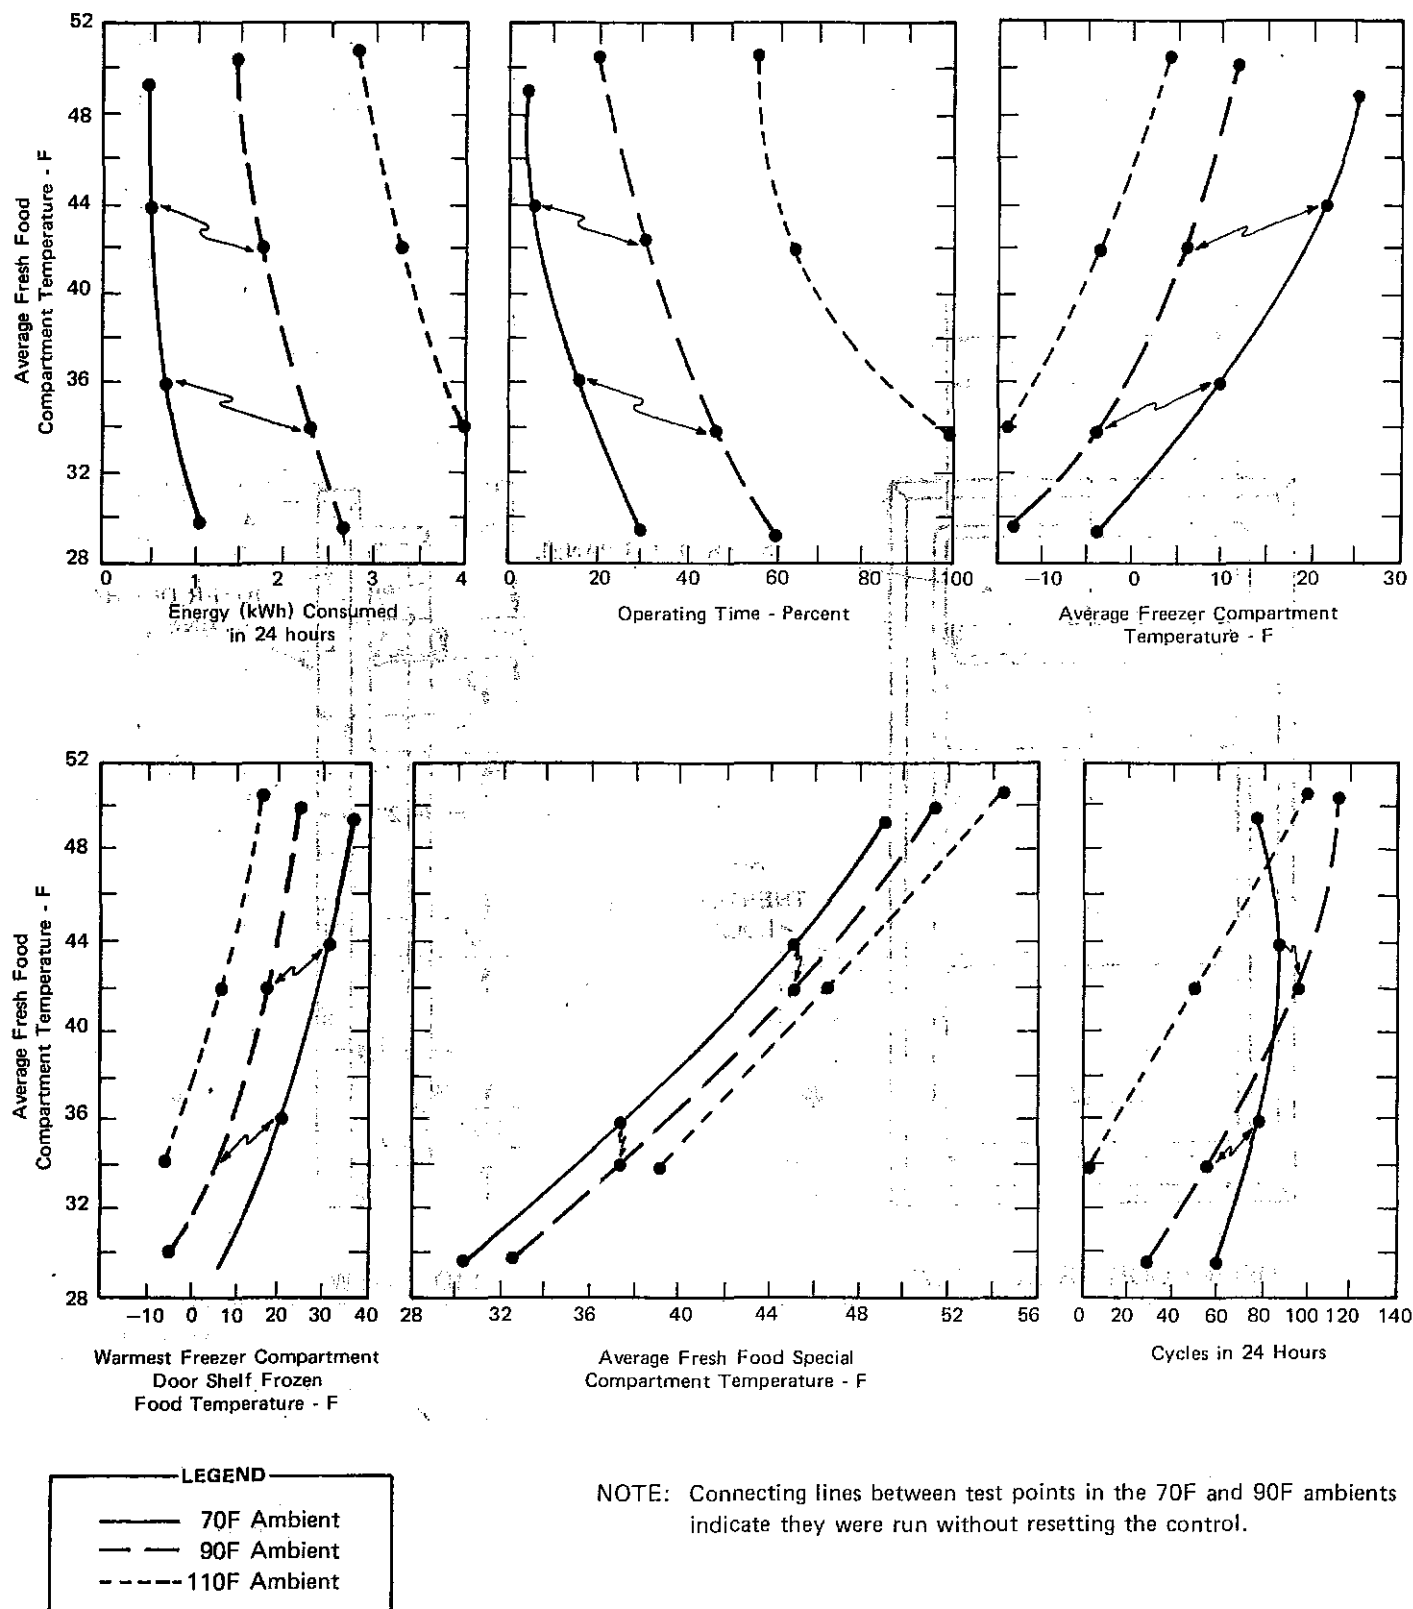 52
48
44
40
36
32
28
Average Fresh Food
Compartment Temperature - F
0 1 2 3 4
Energy (kWh) Consumed
in 24 hours
0 20 40 60 80 100
Operating Time - Percent
−10 0 10 20 30
Average Freezer Compartment
Temperature - F
52
48
44
40
36
32
28
Average Fresh Food
Compartment Temperature - F
−10 0 10 20 30 40
Warmest Freezer Compartment
Door Shelf Frozen
Food Temperature - F
28 32 36 40 44 48 52 56
Average Fresh Food Special
Compartment Temperature - F
0 20 40 60 80 100 120 140
Cycles in 24 Hours
LEGEND
70F Ambient
90F Ambient
110F Ambient
NOTE: Connecting lines between test points in the 70F and 90F ambients
indicate they were run without resetting the control.